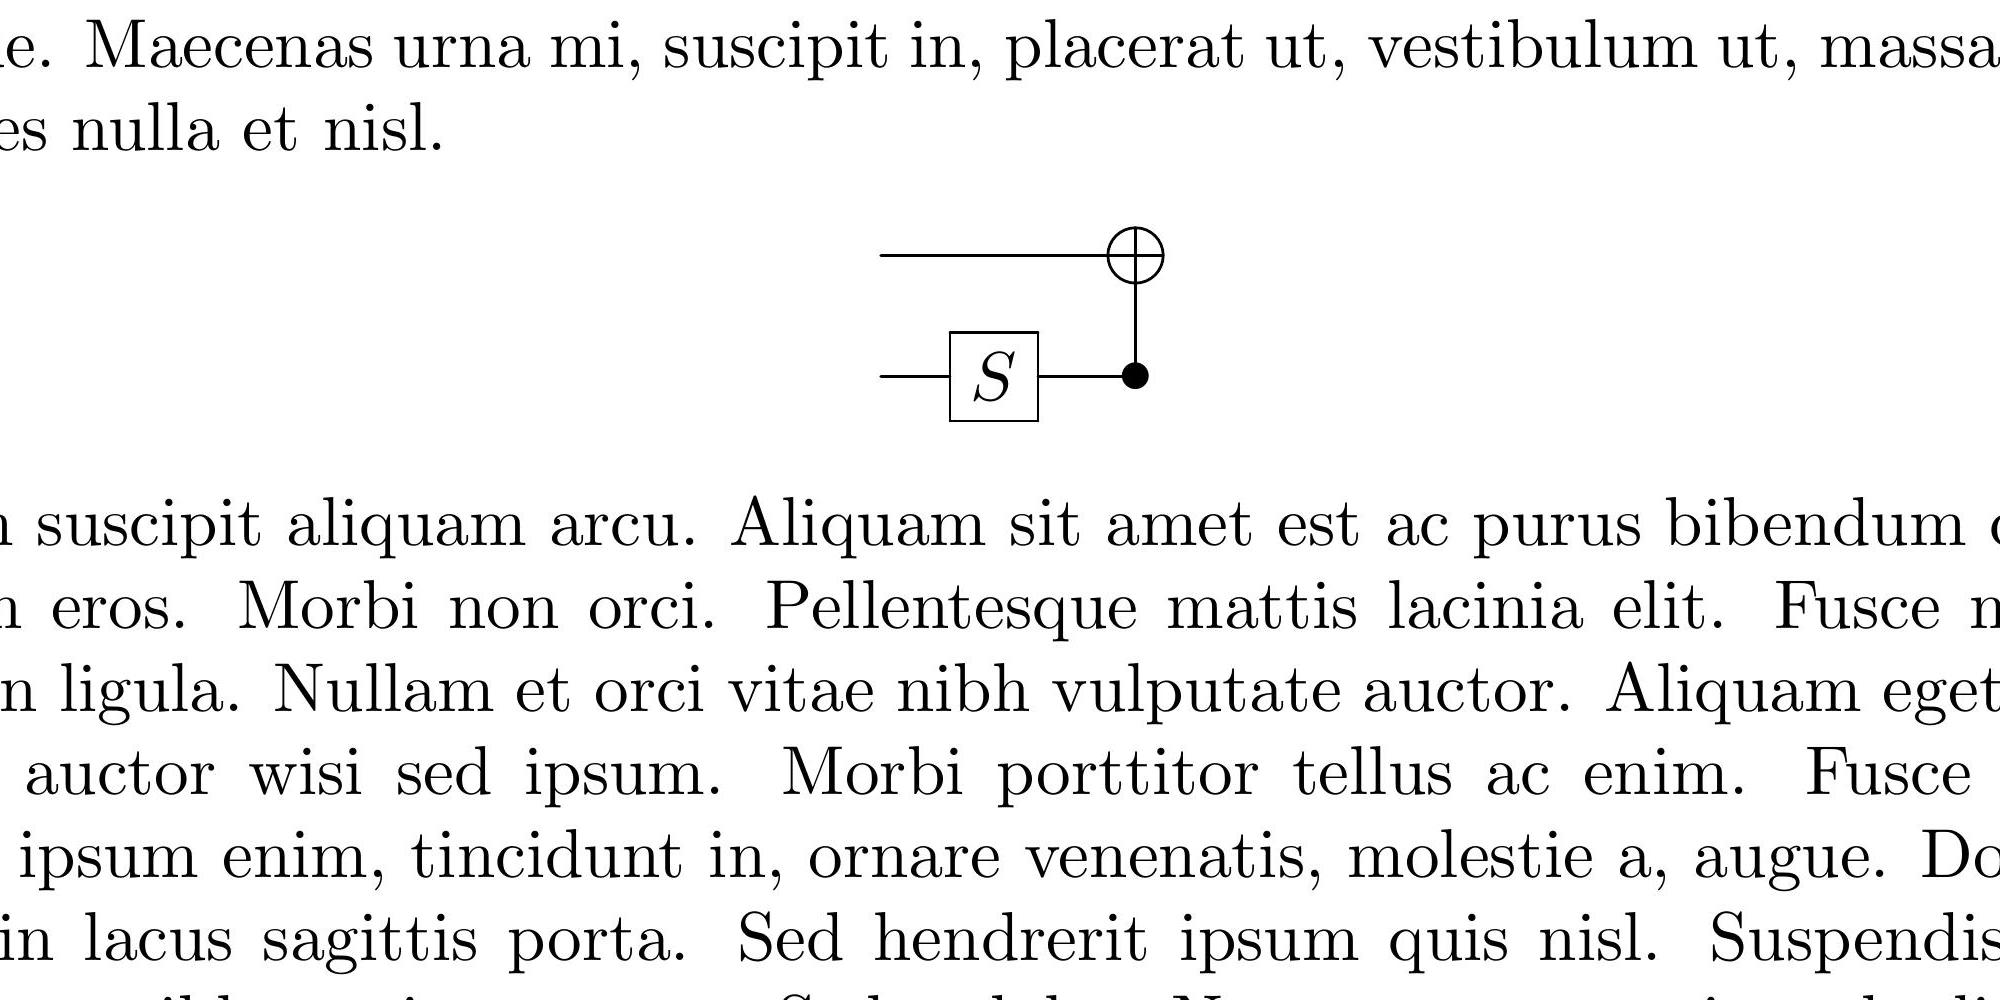 e. Maecenas urna mi, suscipit in, placerat ut, vestibulum ut, massa
es nulla et nisl.
S
suscipit aliquam arcu. Aliquam sit amet est ac purus bibendum
eros. Morbi non orci. Pellentesque mattis lacinia elit. Fusce
n ligula. Nullam et orci vitae nibh vulputate auctor. Aliquam eget
auctor wisi sed ipsum. Morbi porttitor tellus ac enim. Fusce
ipsum enim, tincidunt in, ornare venenatis, molestie a, augue. Do
in lacus sagittis porta. Sed hendrerit ipsum quis nisl. Suspendis